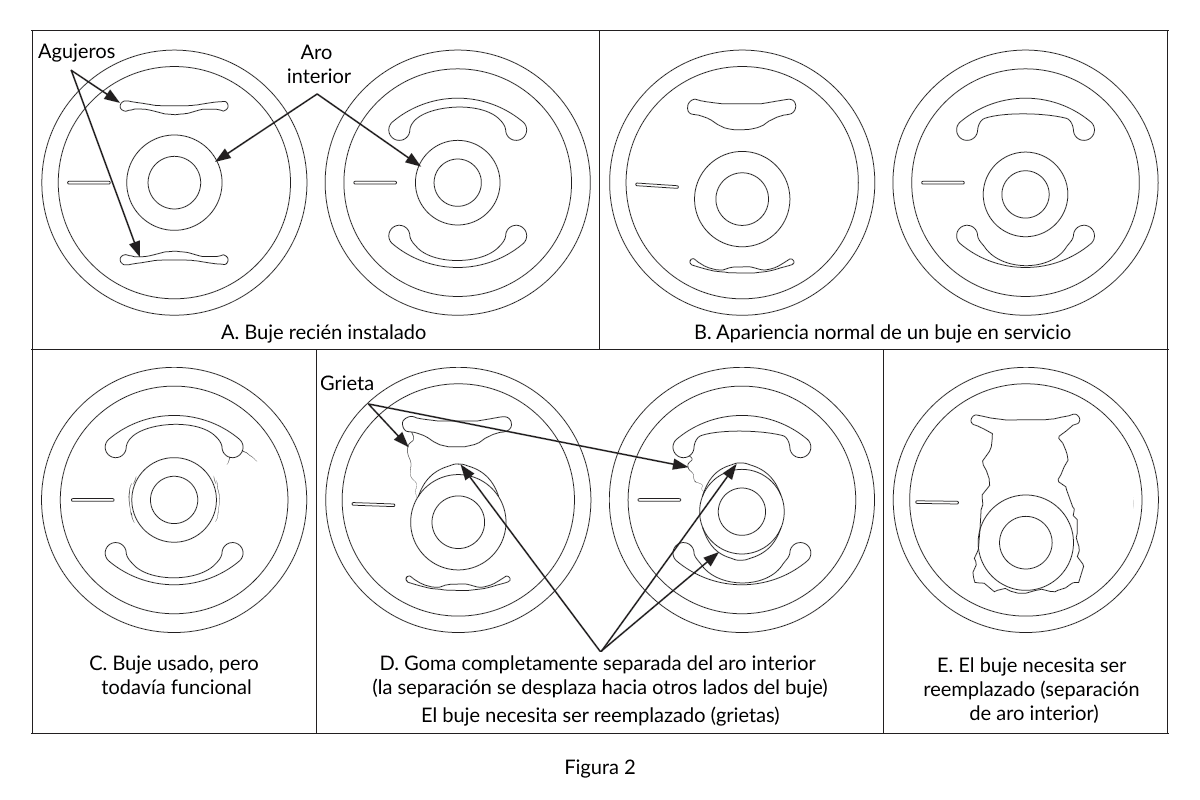 Agujeros
Aro
interior
A. Buje recién instalado
B. Apariencia normal de un buje en servicio
Grieta
C. Buje usado, pero
todavía funcional
D. Goma completamente separada del aro interior
(la separación se desplaza hacia otros lados del buje)
El buje necesita ser reemplazado (grietas)
E. El buje necesita ser
reemplazado (separación
de aro interior)
Figura 2